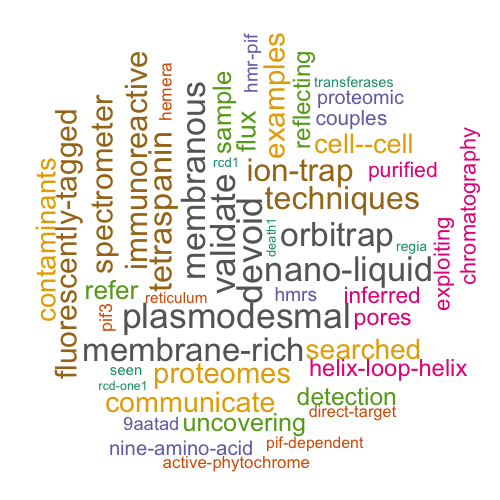 hmr-pif
examples
reflecting
transferases
proteomic
couples
cell--cell
hemera
sample
flux
immunoreactive
membranous
spectrometer
fluorescently-tagged
contaminants
tetraspanin
rcd1
ion-trap
purified
chromatography
techniques
validate
devoid
death1
orbitrap
regia
nano-liquid
exploiting
refer
reticulum
hmrs
inferred
pif3
plasmodesmal
pores
membrane-rich
searched
seen
proteomes
helix-loop-helix
rcd-one1
communicate
detection
direct-target
9aatad
uncovering
nine-amino-acid
pif-dependent
active-phytochrome